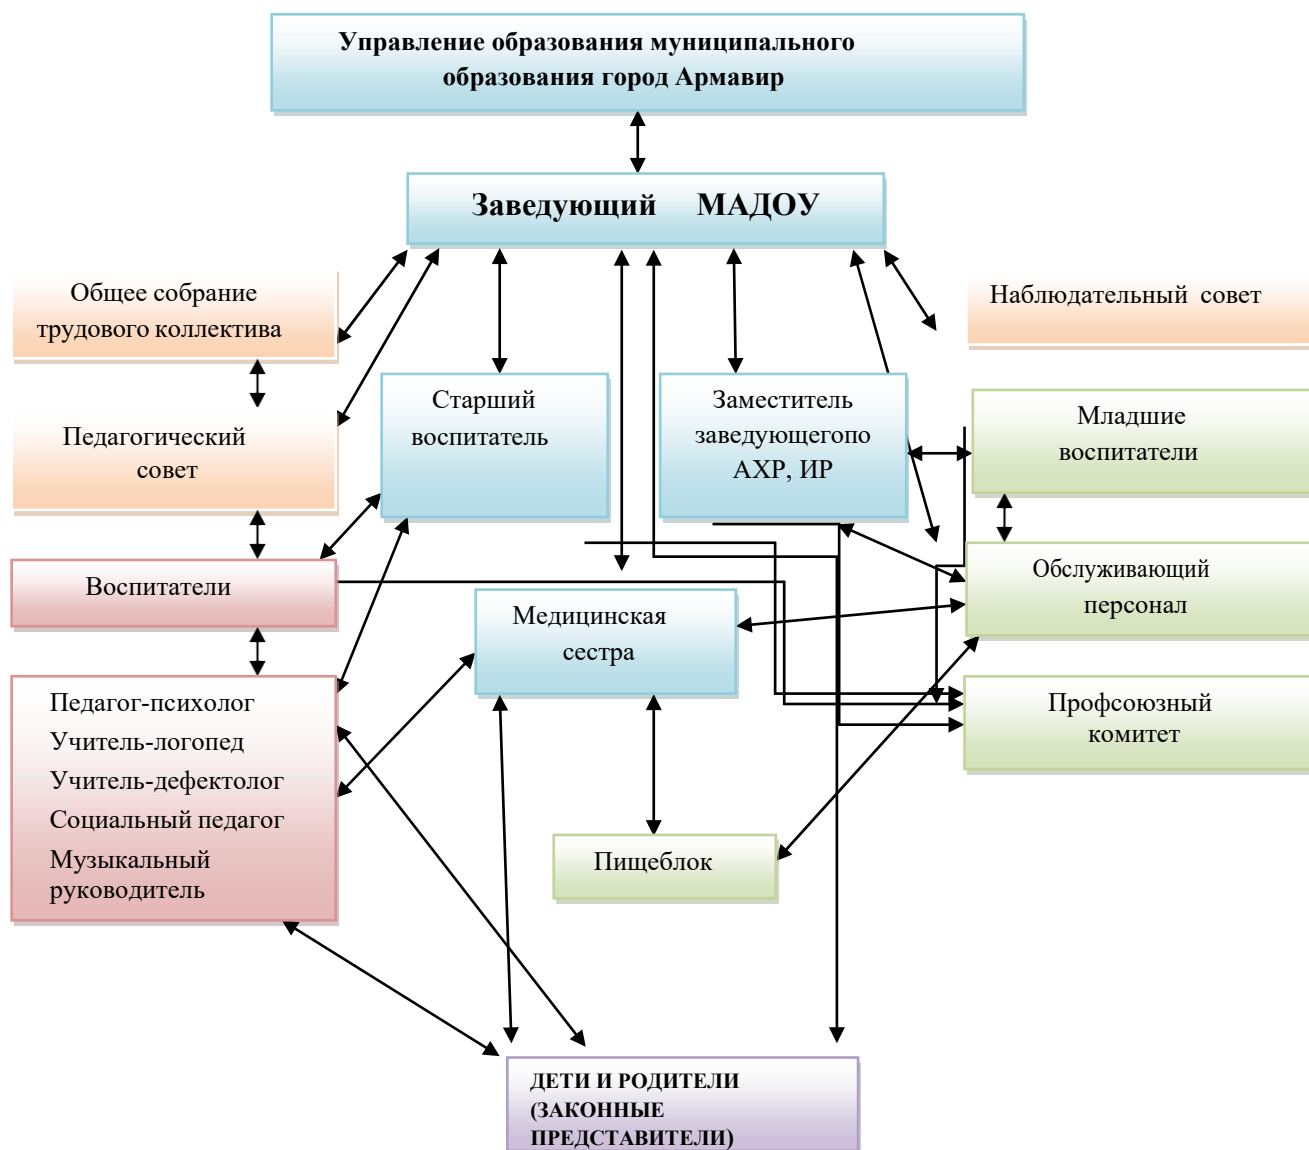 Управление образования муниципального
образования город Армавир
Заведующий МАДОУ
Общее собрание
трудового коллектива
Наблюдательный совет
Старший
воспитатель
Заместитель
заведующегопо
АХР, ИР
Младшие
воспитатели
Педагогический
совет
Воспитатели
Обслуживающий
персонал
Медицинская
сестра
Педагог-психолог
Учитель-логопед
Учитель-дефектолог
Социальный педагог
Музыкальный
руководитель
Профсоюзный
комитет
Пищеблок
ДЕТИ И РОДИТЕЛИ
(ЗАКОННЫЕ
ПРЕДСТАВИТЕЛИ)